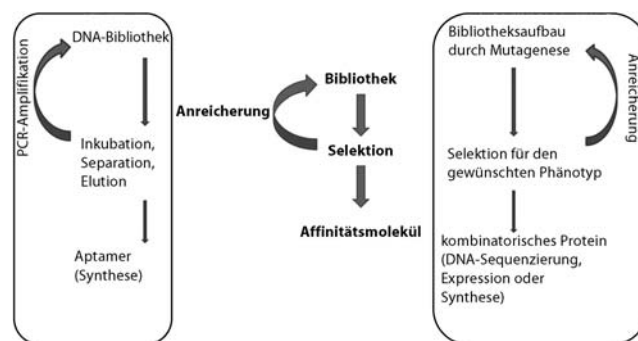 PCR-Amplifikation
DNA-Bibliothek
Inkubation,
Separation,
Elution
Aptamer
(Synthese)
Anreicherung
Bibliothek
Selektion
Affinitätsmolekül
Bibliotheksaufbau
durch Mutagenese
Anreicherung
Selektion für den
gewünschten Phänotyp
kombinatorisches Protein
(DNA-Sequenzierung,
Expression oder
Synthese)